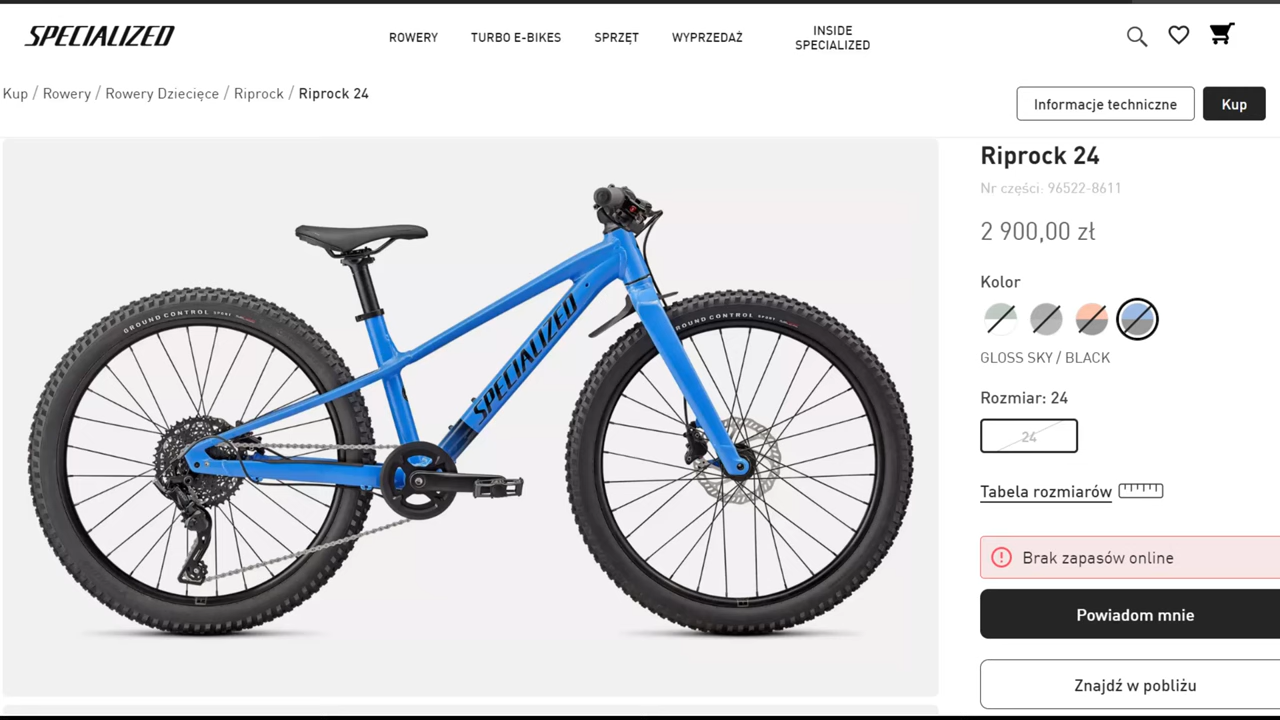 SPECIALIZED
ROWERY
TURBO E-BIKES
SPRZĘT
WYPRZEDAŻ
INSIDE
SPECIALIZED
Kup / Rowery / Rowery Dziecięce / Riprock / Riprock 24
Informacje techniczne
Kup
GROUND CONTROL SPORT
SPECIALIZED
GROUND CONTROL SPORT
Riprock 24
Nr części: 96522-8611
2 900,00 zł
Kolor
GLOSS SKY / BLACK
Rozmiar: 24
24
Tabela rozmiarów
Brak zapasów online
Powiadom mnie
Znajdź w pobliżu